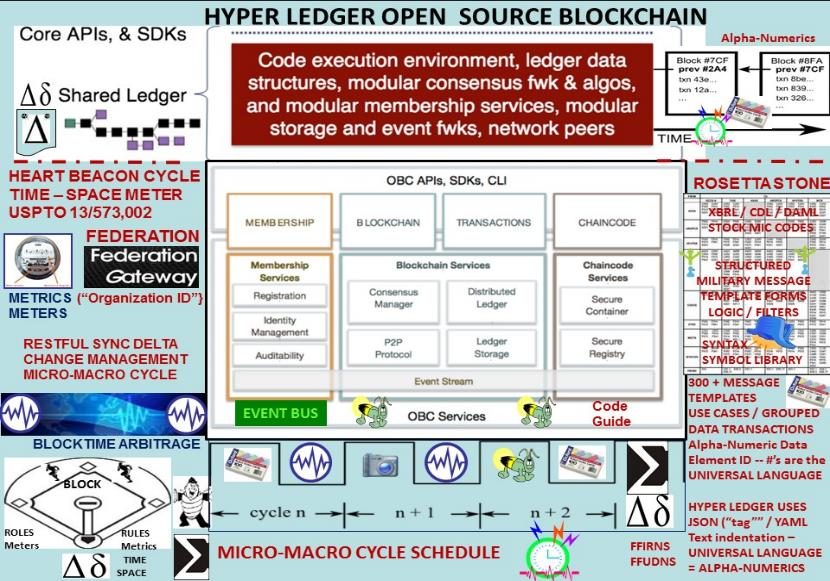 HYPER LEDGER OPEN SOURCE BLOCKCHAIN
Core APIs, & SDKs
Δδ Shared Ledger
Δ
Code execution environment, ledger data
structures, modular consensus fwk & algos,
and modular membership services, modular
storage and event fwks, network peers
Alpha-Numerics
Block #7CF
prev #2A4
txn 43e...
txn 12a...
...
Block #8FA
prev #7CF
txn 8be...
txn 839...
txn 326...
...
TIME
HEART BEACON CYCLE
TIME – SPACE METER
USPTO 13/573,002
FEDERATION
Federation
Gateway
METRICS ("Organization ID"}
METERS
RESTFUL SYNC DELTA
CHANGE MANAGEMENT
MICRO-MACRO CYCLE
BLOCKTIME ARBITRAGE
BLOCK
ROLES
Meters
RULES
Metrics
Δδ
TIME
SPACE
Σ
OBC APIs, SDKs, CLI
MEMBERSHIP
BLOCKCHAIN
TRANSACTIONS
CHAINCODE
Membership
Services
Registration
Identity
Management
Auditability
Blockchain Services
Consensus
Manager
Distributed
Ledger
P2P
Protocol
Ledger
Storage
Chaincode
Services
Secure
Container
Secure
Registry
Event Stream
EVENT BUS
OBC Services
Code
Guide
cycle n
n + 1
n + 2
Σ
Δδ
MICRO-MACRO CYCLE SCHEDULE
FFIRNS
FFUDNS
ROSETTASTONE
XBRL / CDL / DAML
STOCK MIC CODES
STRUCTURED
MILITARY MESSAGE
TEMPLATE FORMS
LOGIC / FILTERS
SYNTAX
SYMBOL LIBRARY
300 + MESSAGE
TEMPLATES
USE CASES / GROUPED
DATA TRANSACTIONS
Alpha-Numeric Data
Element ID -- #'s are the
UNIVERSAL LANGUAGE
HYPER LEDGER USES
JSON ("tag"" / YAML
Text indentation –
UNIVERSAL LANGUAGE
= ALPHA-NUMERICS